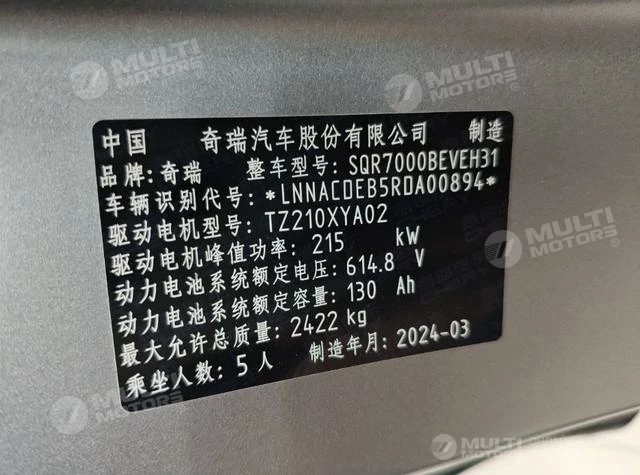 MULTI
MOTORS®
MULTI
MOTORS®
中国 奇瑞汽车股份有限公司 制造
品牌: 奇瑞 整车型号: SQR7000BEVEH31
车辆识别代号: *LNNACDEB5RDA00894*
驱动电机型号: TZ210XYA02
驱动电机峰值功率: 215 kW
动力电池系统额定电压: 614.8 V
动力电池系统额定容量: 130 Ah
最大允许总质量: 2422 kg
乘坐人数: 5 人 制造年月: 2024-03
MULTI
MOTORS
MULTI
MOTORS